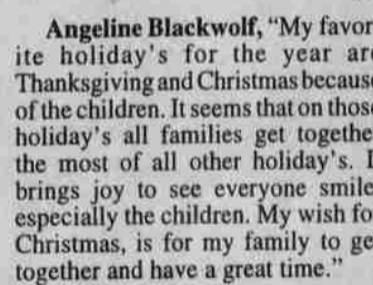 Angeline Blackwolf, “My favor-
ite holiday's for the year are
Thanksgiving and Christmas because
of the children. It seems that on those
holiday's all families get together
the most of all other holiday's. I
brings joy to see everyone smile
especially the children. My wish fo
Christmas, is for my family to ge
together and have a great time.”